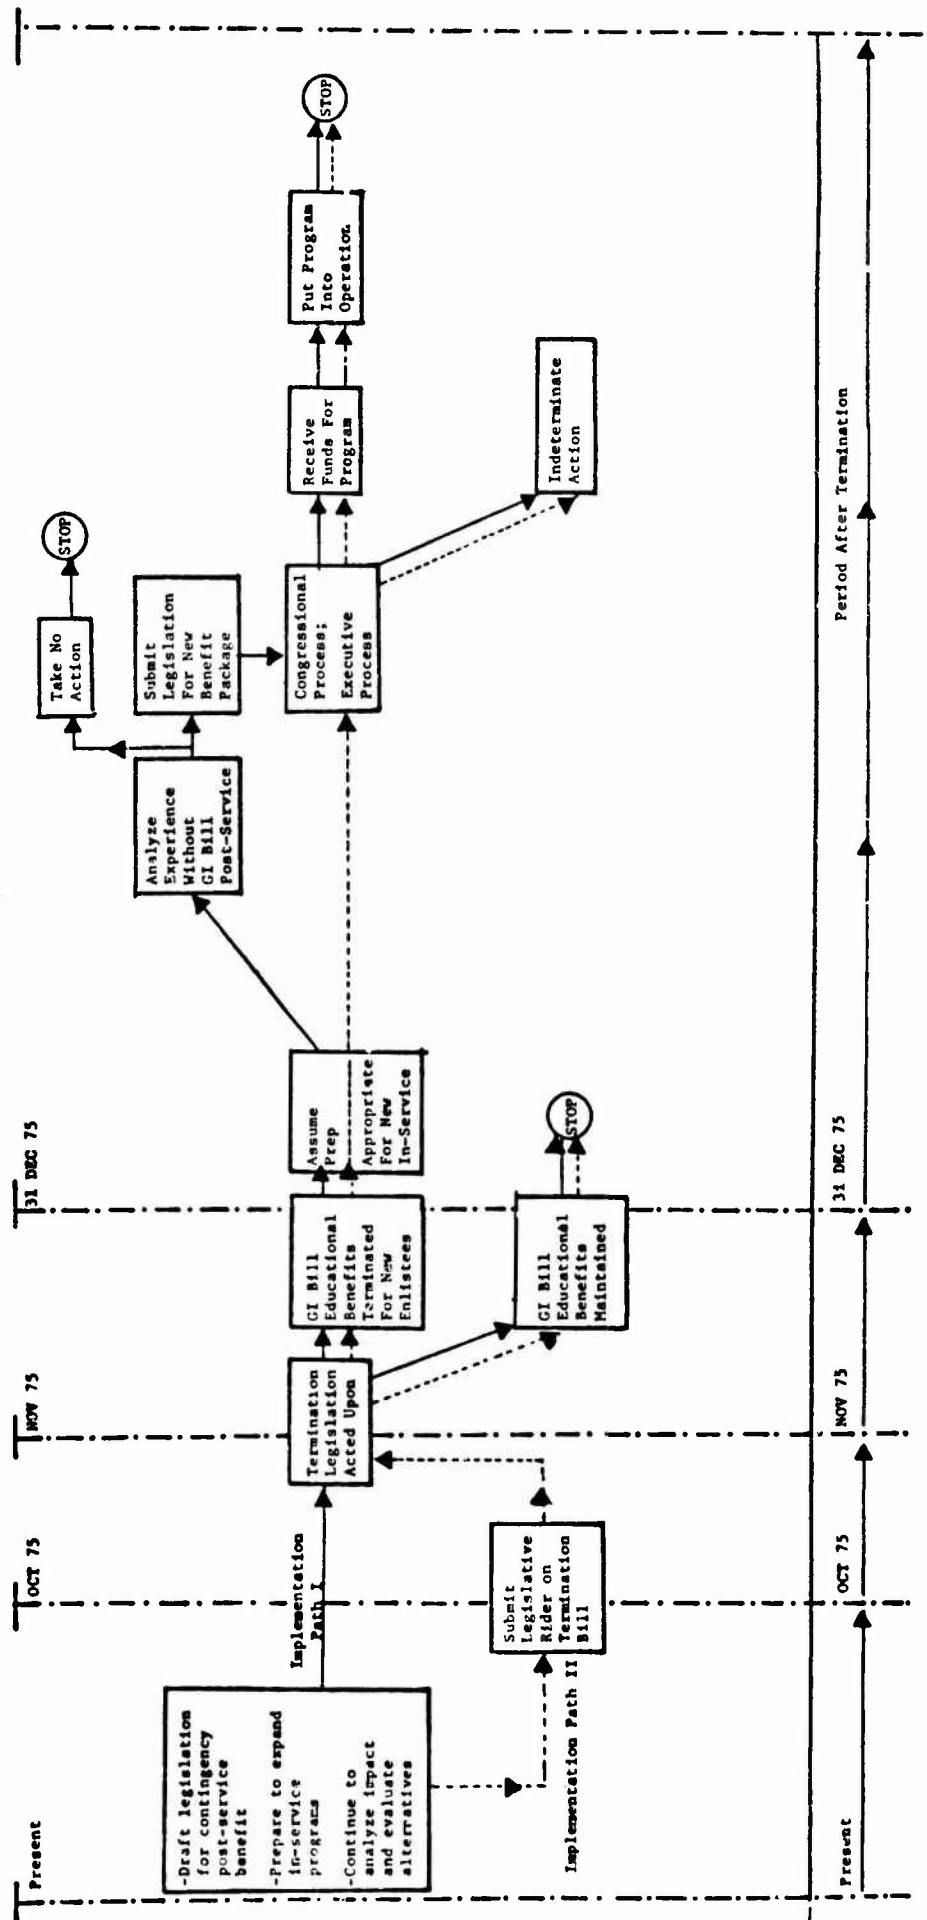 Present
OCT 75
NOV 75
31 DEC 75
-Draft legislation
for contingency
post-service
benefit
-Prepare to expand
in-service
programs
-Continue to
analyze impact
and evaluate
alternatives
Implementation
Path I
Implementation Path II
Submit
Legislative
Rider on
Termination
Bill
Termination
Legislation
Acted Upon
GI Bill
Educational
Benefits
Terminated
For New
Enlistees
GI Bill
Educational
Benefits
Maintained
STOP
Assume
Prep
Appropriate
For New
In-Service
Analyze
Experience
Without
GI Bill
Post-Service
Take No
Action
STOP
Submit
Legislation
For New
Benefit
Package
Congressional
Process;
Executive
Process
Receive
Funds For
Program
Indeterminate
Action
Put Program
Into
Operation
STOP
Present
OCT 75
NOV 75
31 DEC 75
Period After Termination